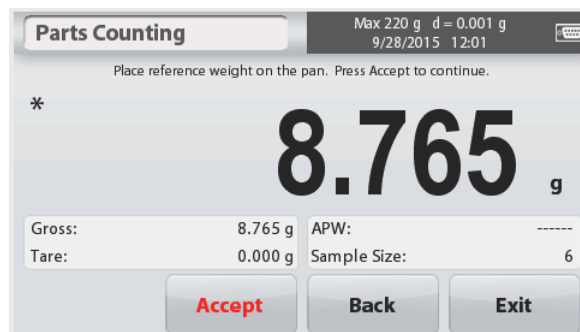 Parts Counting
Max 220 g d = 0.001 g
9/28/2015 12:01
Place reference weight on the pan. Press Accept to continue.
*
8.765 g
Gross: 8.765 g APW: ------
Tare: 0.000 g Sample Size: 6
Accept Back Exit